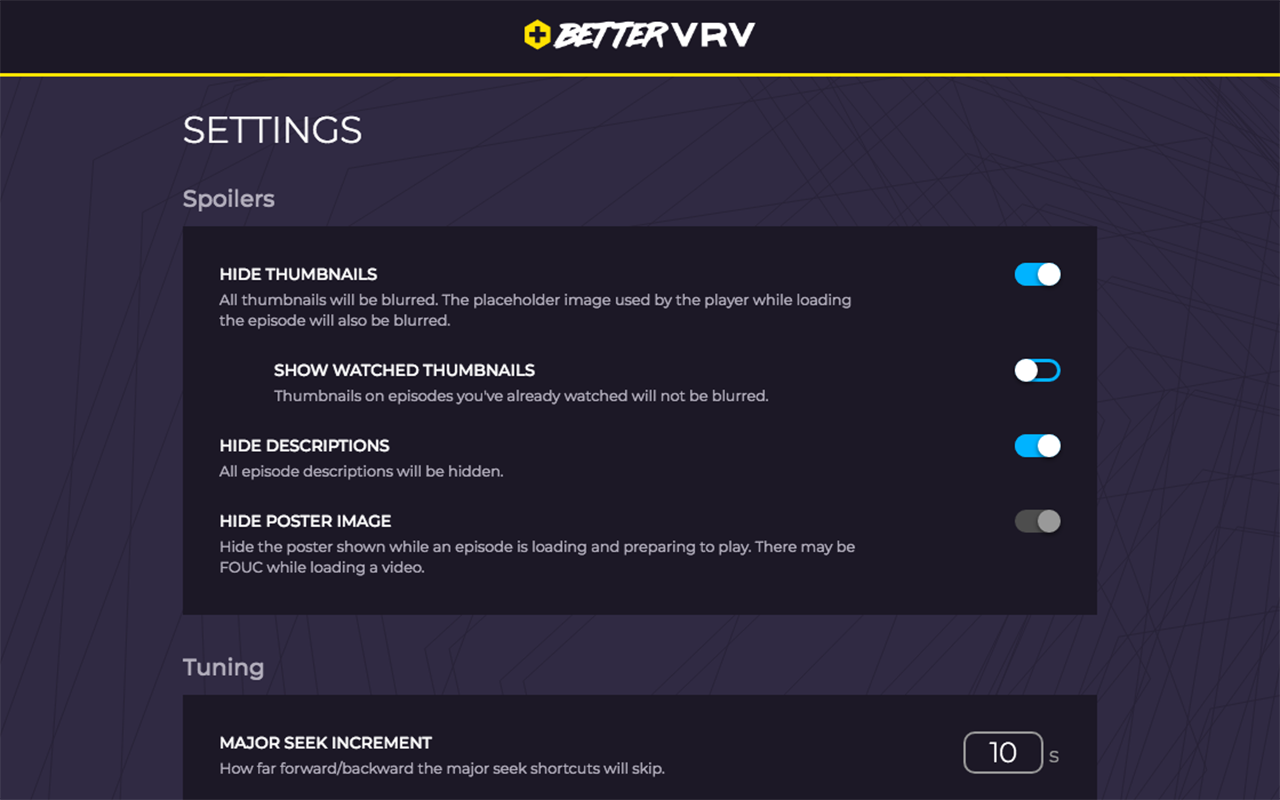 BETTER VRV
SETTINGS
Spoilers
HIDE THUMBNAILS
All thumbnails will be blurred. The placeholder image used by the player while loading
the episode will also be blurred.
SHOW WATCHED THUMBNAILS
Thumbnails on episodes you've already watched will not be blurred.
HIDE DESCRIPTIONS
All episode descriptions will be hidden.
HIDE POSTER IMAGE
Hide the poster shown while an episode is loading and preparing to play. There may be
FOUC while loading a video.
Tuning
MAJOR SEEK INCREMENT
10 s
How far forward/backward the major seek shortcuts will skip.